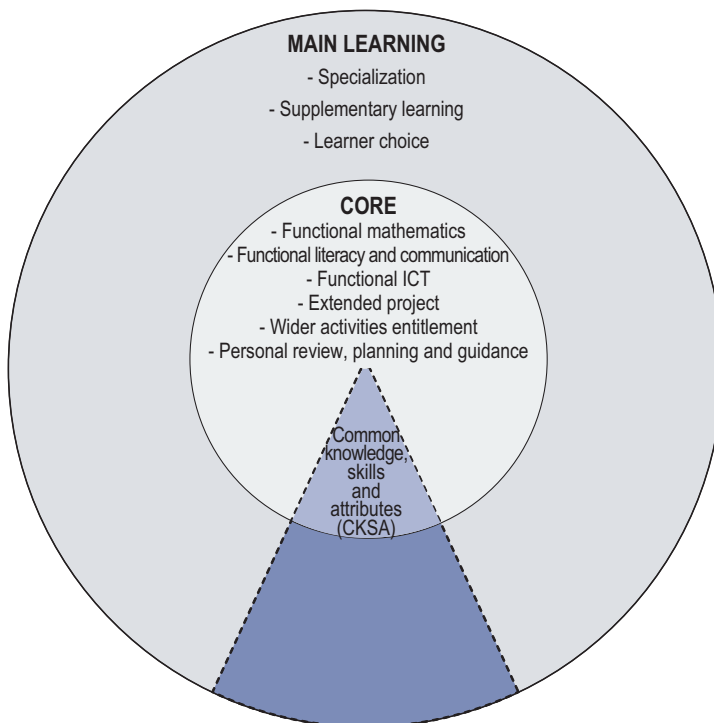 MAIN LEARNING
- Specialization
- Supplementary learning
- Learner choice
CORE
- Functional mathematics
- Functional literacy and communication
- Functional ICT
- Extended project
- Wider activities entitlement
- Personal review, planning and guidance
Common
knowledge,
skills
and
attributes
(CKSA)